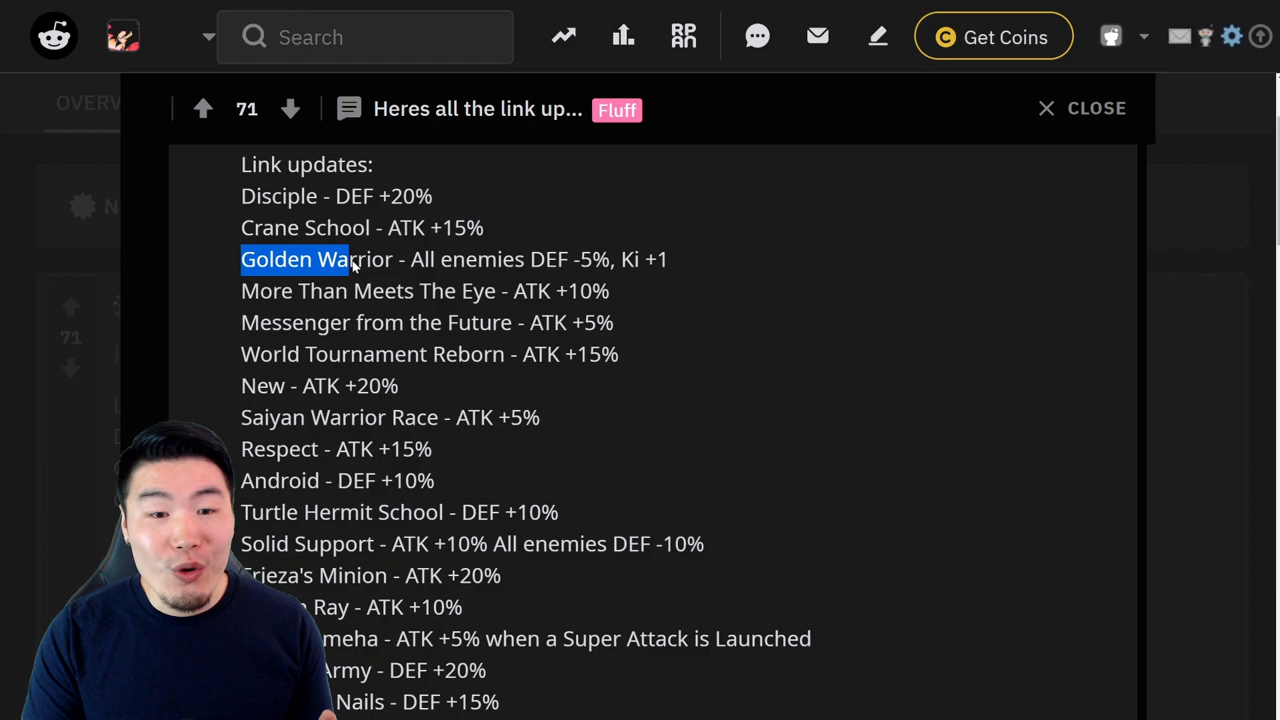 Search
RP
AN
Get Coins
OVERV
71
Heres all the link up...
Fluff
CLOSE
Link updates:
Disciple - DEF +20%
Crane School - ATK +15%
Golden Warrior - All enemies DEF -5%, Ki +1
More Than Meets The Eye - ATK +10%
Messenger from the Future - ATK +5%
World Tournament Reborn - ATK +15%
New - ATK +20%
Saiyan Warrior Race - ATK +5%
Respect - ATK +15%
Android - DEF +10%
Turtle Hermit School - DEF +10%
Solid Support - ATK +10% All enemies DEF -10%
Frieza's Minion - ATK +20%
Ray - ATK +10%
meha - ATK +5% when a Super Attack is Launched
Army - DEF +20%
Nails - DEF +15%
71